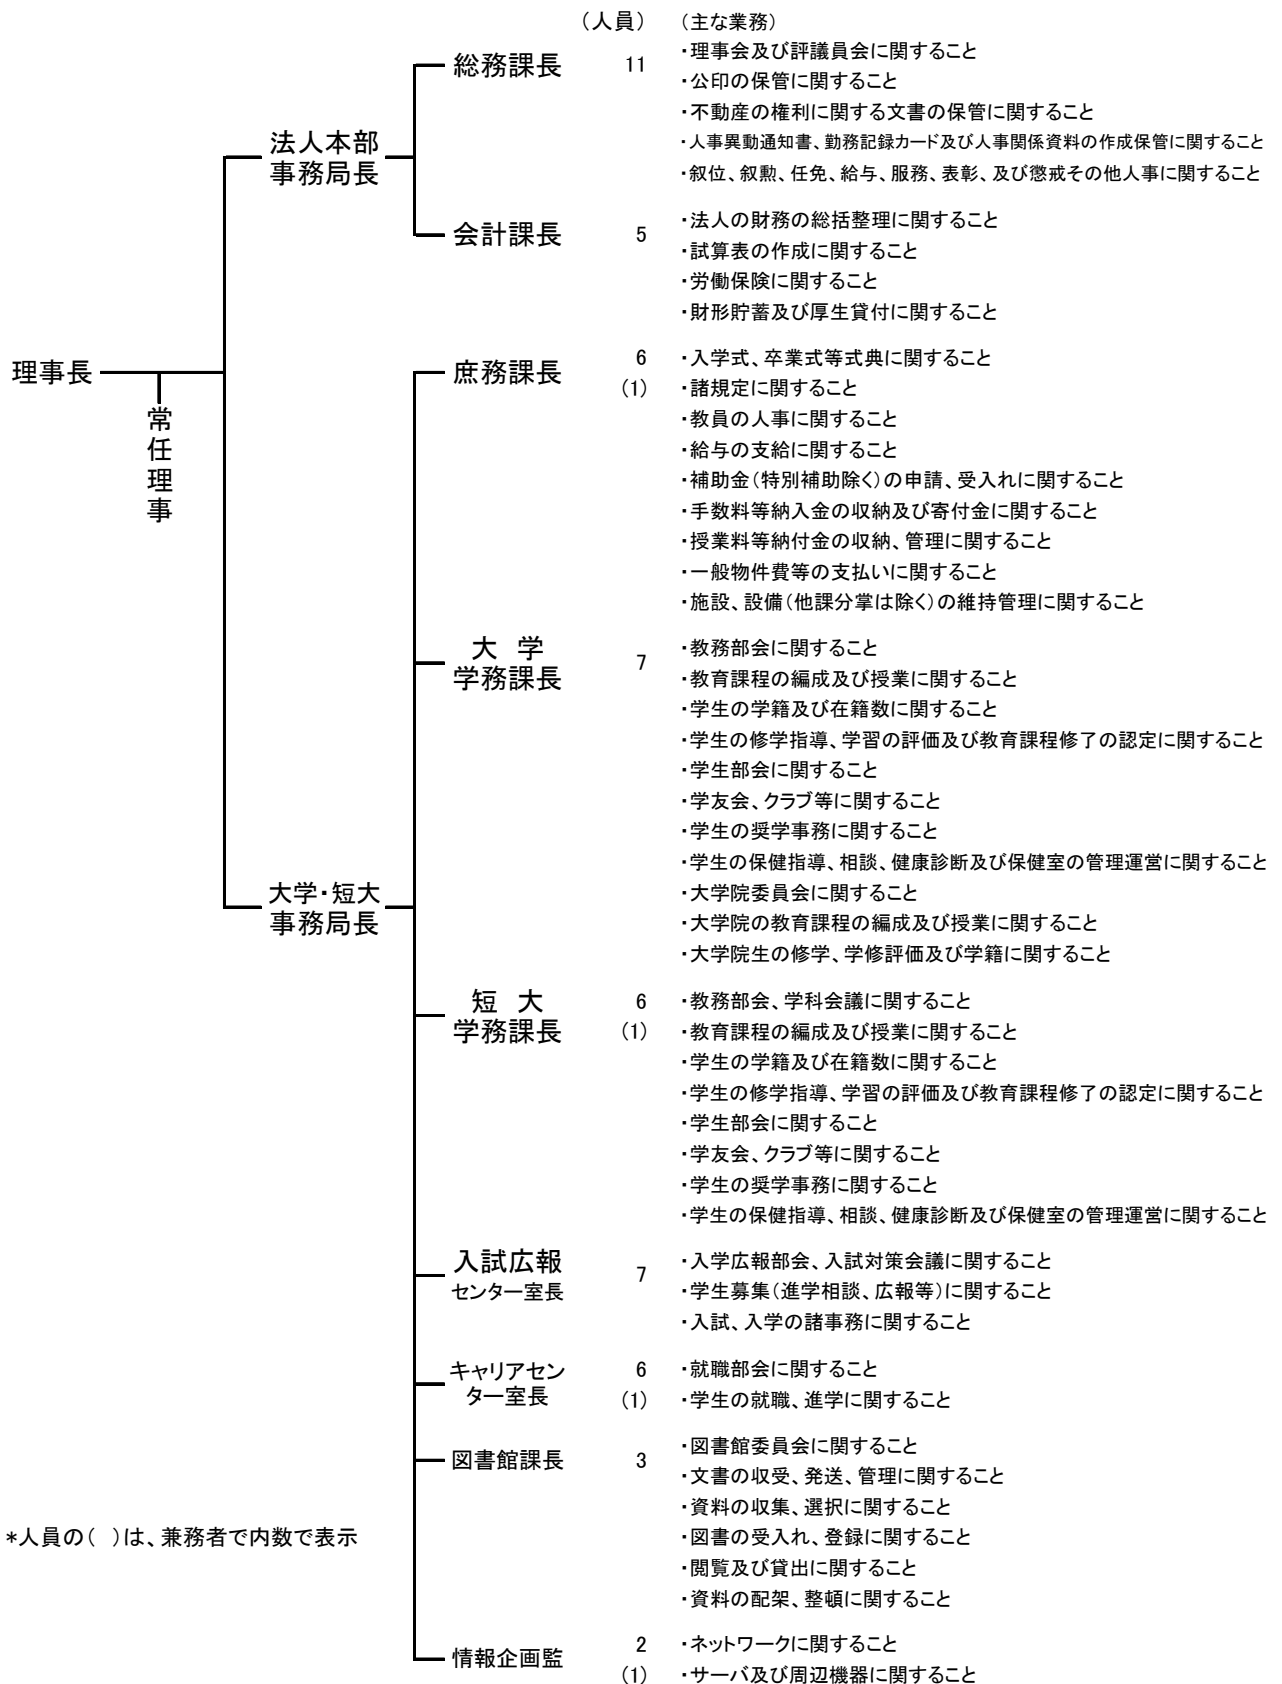 （人員）　（主な業務）
総務課長　11　・理事会及び評議員会に関すること
・公印の保管に関すること
・不動産の権利に関する文書の保管に関すること
・人事異動通知書、勤務記録カード及び人事関係資料の作成保管に関すること
・叙位、叙勲、任免、給与、服務、表彰、及び懲戒その他人事に関すること
法人本部
事務局長
会計課長　5　・法人の財務の総括整理に関すること
・試算表の作成に関すること
・労働保険に関すること
・財形貯蓄及び厚生貸付に関すること
理事長
常任理事
庶務課長　6　・入学式、卒業式等式典に関すること
(1)　・諸規定に関すること
・教員の人事に関すること
・給与の支給に関すること
・補助金（特別補助除く）の申請、受入れに関すること
・手数料等納入金の収納及び寄付金に関すること
・授業料等納付金の収納、管理に関すること
・一般物件費等の支払いに関すること
・施設、設備（他課分掌は除く）の維持管理に関すること
大　学
学務課長　7　・教務部会に関すること
・教育課程の編成及び授業に関すること
・学生の学籍及び在籍数に関すること
・学生の修学指導、学習の評価及び教育課程修了の認定に関すること
・学生部会に関すること
・学友会、クラブ等に関すること
・学生の奨学事務に関すること
・学生の保健指導、相談、健康診断及び保健室の管理運営に関すること
・大学院委員会に関すること
・大学院の教育課程の編成及び授業に関すること
・大学院生の修学、学修評価及び学籍に関すること
大学・短大
事務局長
短　大　6　・教務部会、学科会議に関すること
学務課長　(1)　・教育課程の編成及び授業に関すること
・学生の学籍及び在籍数に関すること
・学生の修学指導、学習の評価及び教育課程修了の認定に関すること
・学生部会に関すること
・学友会、クラブ等に関すること
・学生の奨学事務に関すること
・学生の保健指導、相談、健康診断及び保健室の管理運営に関すること
入試広報
センター室長　7　・入学広報部会、入試対策会議に関すること
・学生募集（進学相談、広報等）に関すること
・入試、入学の諸事務に関すること
キャリアセン　6　・就職部会に関すること
ター室長　(1)　・学生の就職、進学に関すること
図書館課長　3　・図書館委員会に関すること
・文書の収受、発送、管理に関すること
・資料の収集、選択に関すること
・図書の受入れ、登録に関すること
・閲覧及び貸出に関すること
・資料の配架、整頓に関すること
*人員の（　）は、兼務者で内数で表示
情報企画監　2　・ネットワークに関すること
(1)　・サーバ及び周辺機器に関すること